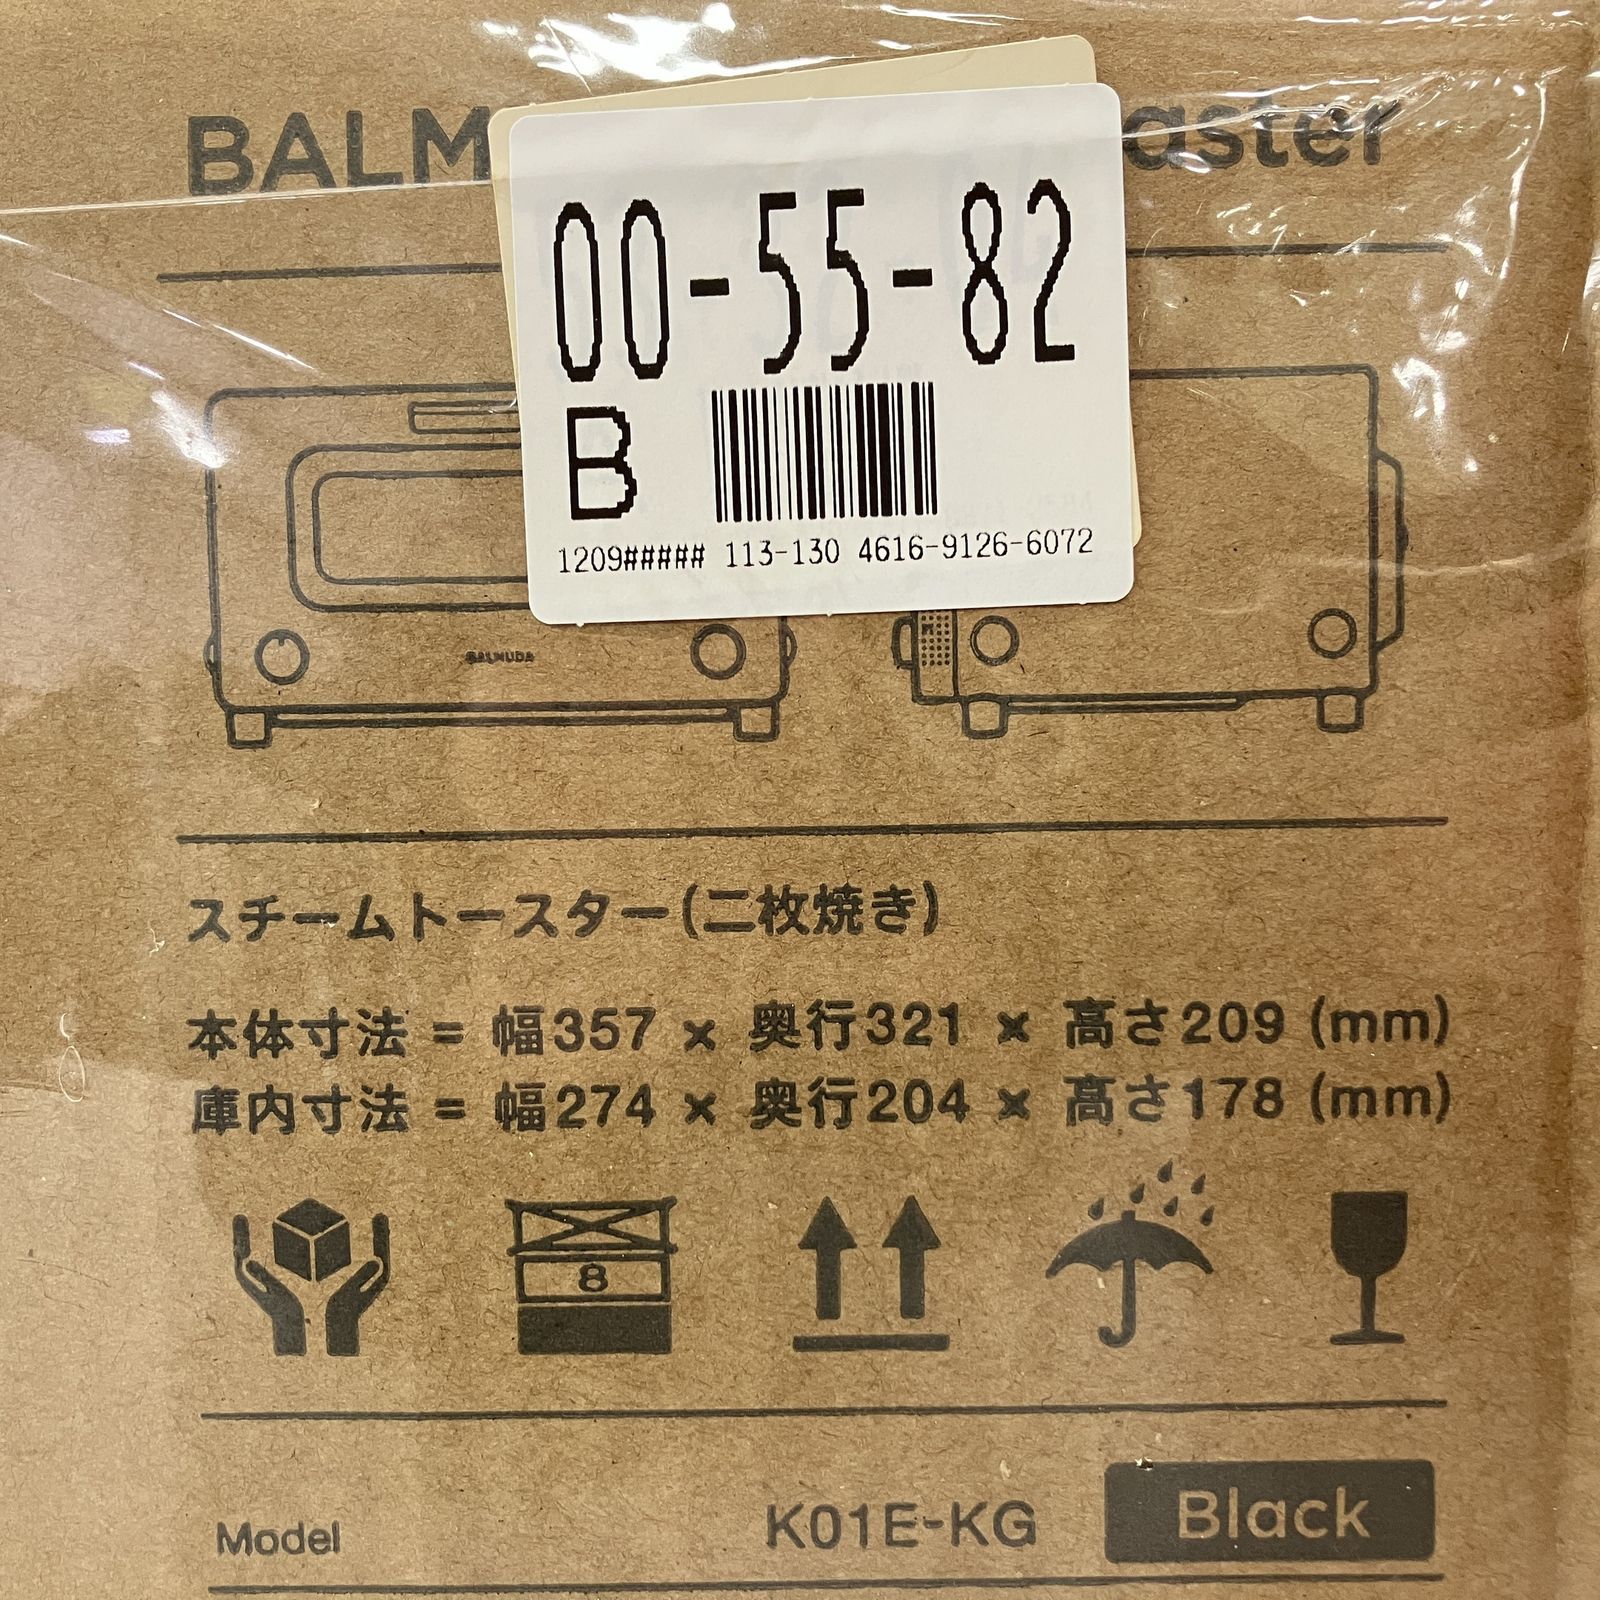 BALM aster
00-55-82
B
1209##### 113-130 4616-9126-6072
BALMUDA
スチームトースター(二枚焼き)
本体寸法 = 幅357 × 奥行321 × 高さ209 (mm)
庫内寸法 = 幅274 × 奥行204 × 高さ178 (mm)
8
Model K01E-KG Black